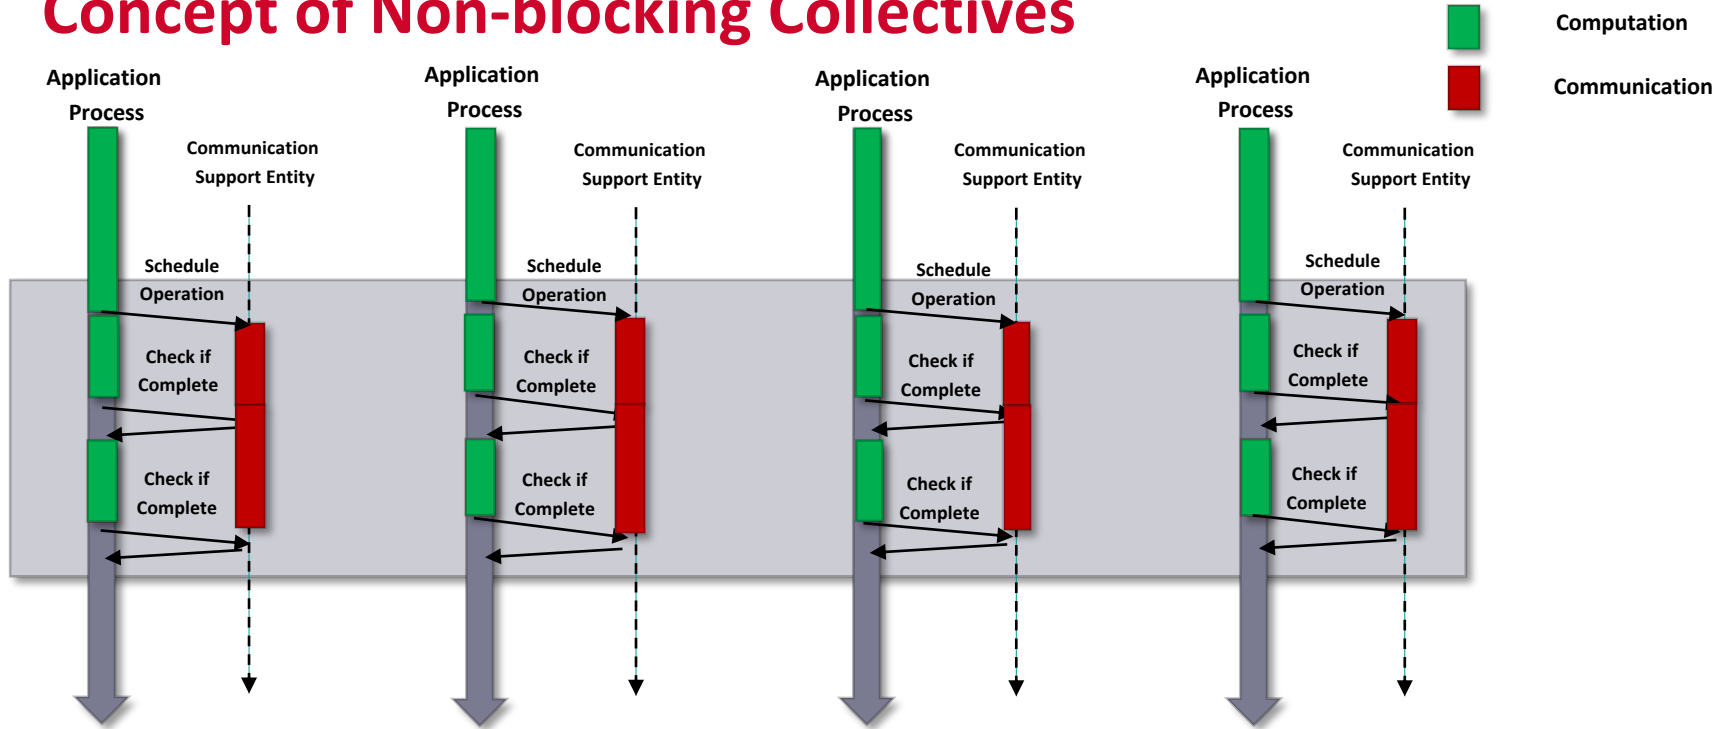 Concept of Non-blocking Collectives
Computation
Communication
Application
Process
Communication
Support Entity
Schedule
Operation
Check if
Complete
Check if
Complete
Application
Process
Communication
Support Entity
Schedule
Operation
Check if
Complete
Check if
Complete
Application
Process
Communication
Support Entity
Schedule
Operation
Check if
Complete
Check if
Complete
Application
Process
Communication
Support Entity
Schedule
Operation
Check if
Complete
Check if
Complete